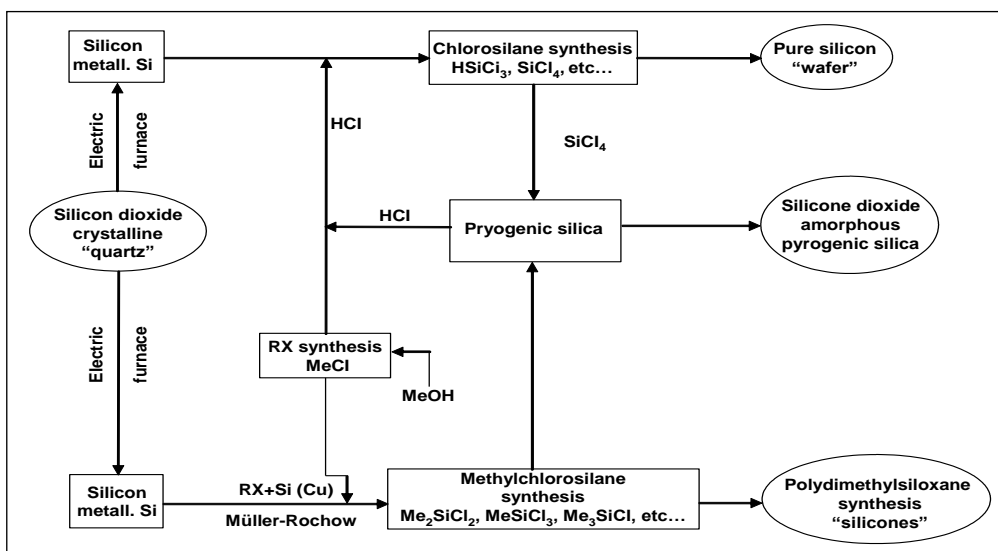 Silicon
metall. Si
Chlorosilane synthesis
HSiCi₃, SiCl₄, etc…
Pure silicon
“wafer”
Electric
furnace
HCl
SiCl₄
Silicon dioxide
crystalline
“quartz”
HCl
Pryogenic silica
Silicone dioxide
amorphous
pyrogenic silica
Electric
furnace
RX synthesis
MeCl
MeOH
Silicon
metall. Si
RX+Si (Cu)
Müller-Rochow
Methylchlorosilane
synthesis
Me₂SiCl₂, MeSiCl₃, Me₃SiCl, etc…
Polydimethylsiloxane
synthesis
“silicones”